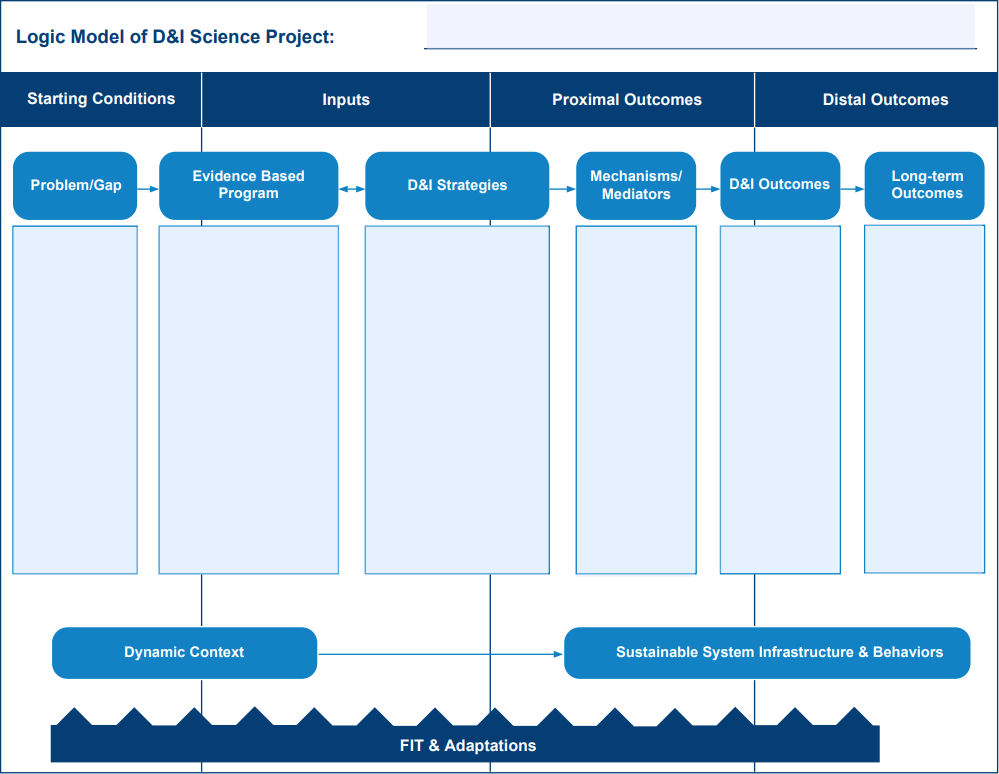 Logic Model of D&I Science Project:
Starting Conditions
Inputs
Proximal Outcomes
Distal Outcomes
Problem/Gap
Evidence Based
Program
D&I Strategies
Mechanisms/
Mediators
D&I Outcomes
Long-term
Outcomes
Dynamic Context
Sustainable System Infrastructure & Behaviors
FIT & Adaptations